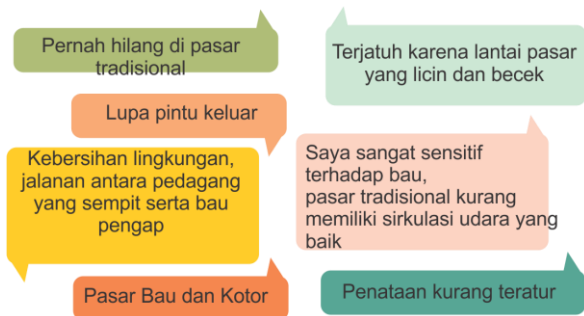 Pernah hilang di pasar
tradisional
Terjatuh karena lantai pasar
yang licin dan becek
Lupa pintu keluar
Kebersihan lingkungan,
jalanan antara pedagang
yang sempit serta bau
pengap
Saya sangat sensitif
terhadap bau,
pasar tradisional kurang
memiliki sirkulasi udara yang
baik
Pasar Bau dan Kotor
Penataan kurang teratur